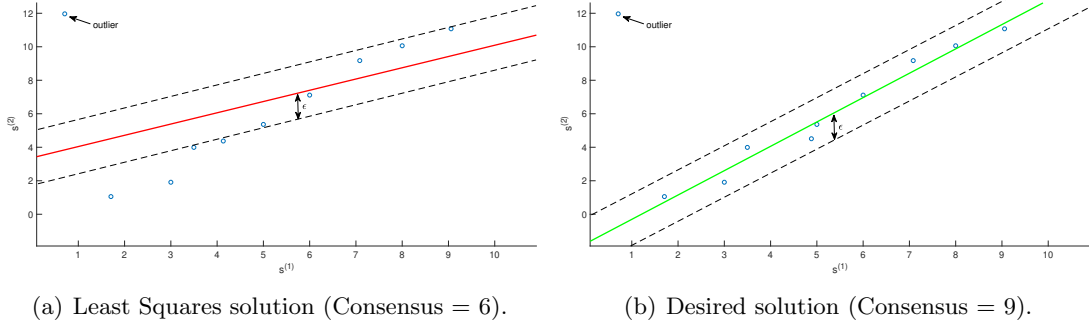 12
10
8
6
4
2
0
s(2)
outlier
ϵ
1 2 3 4 5 6 7 8 9 10
s(1)
(a) Least Squares solution (Consensus = 6).
12
10
8
6
4
2
0
s(2)
outlier
ϵ
1 2 3 4 5 6 7 8 9 10
s(1)
(b) Desired solution (Consensus = 9).